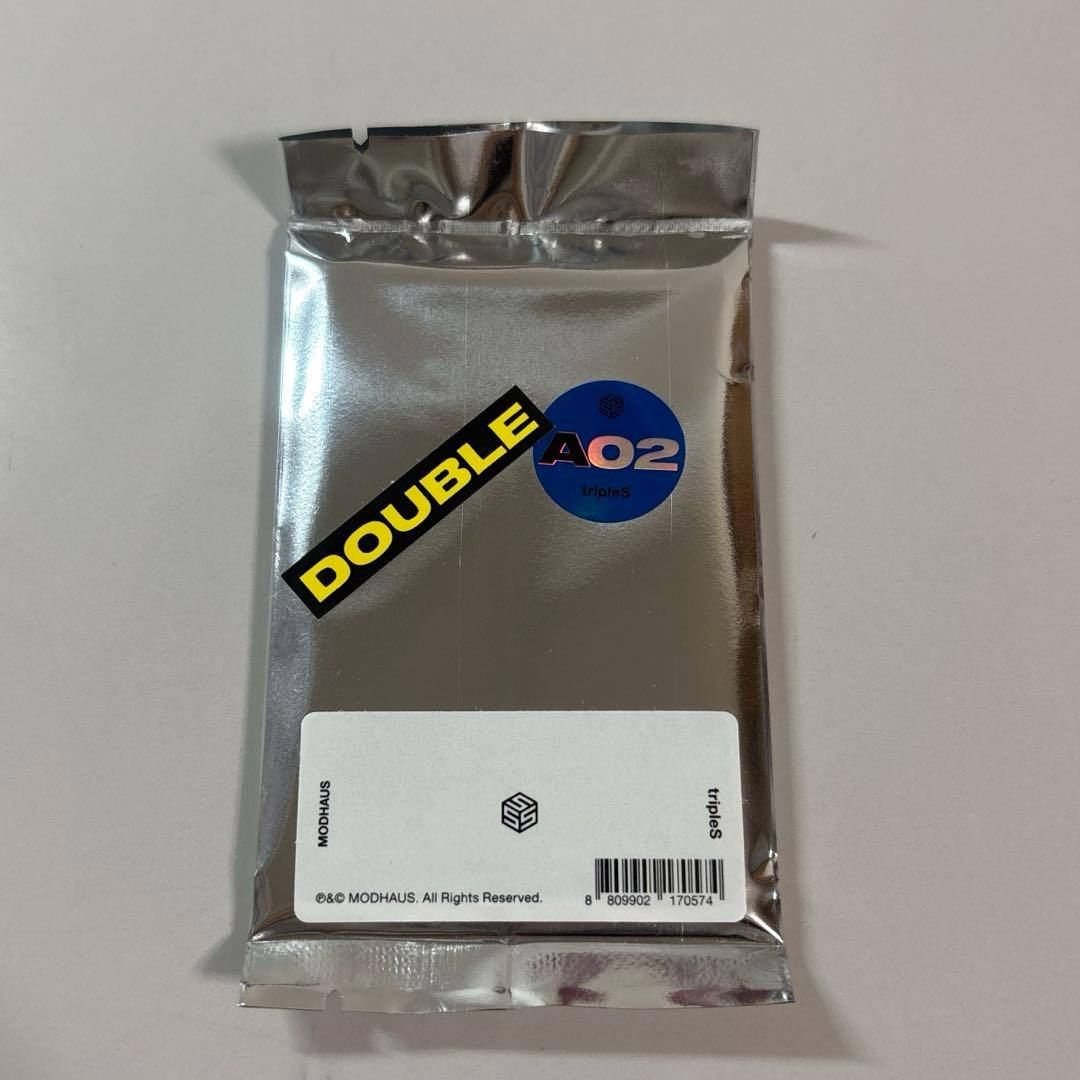 DOUBLE
A02
tripleS
MODHAUS
tripleS
℗&© MODHAUS. All Rights Reserved.
8 809902 170574